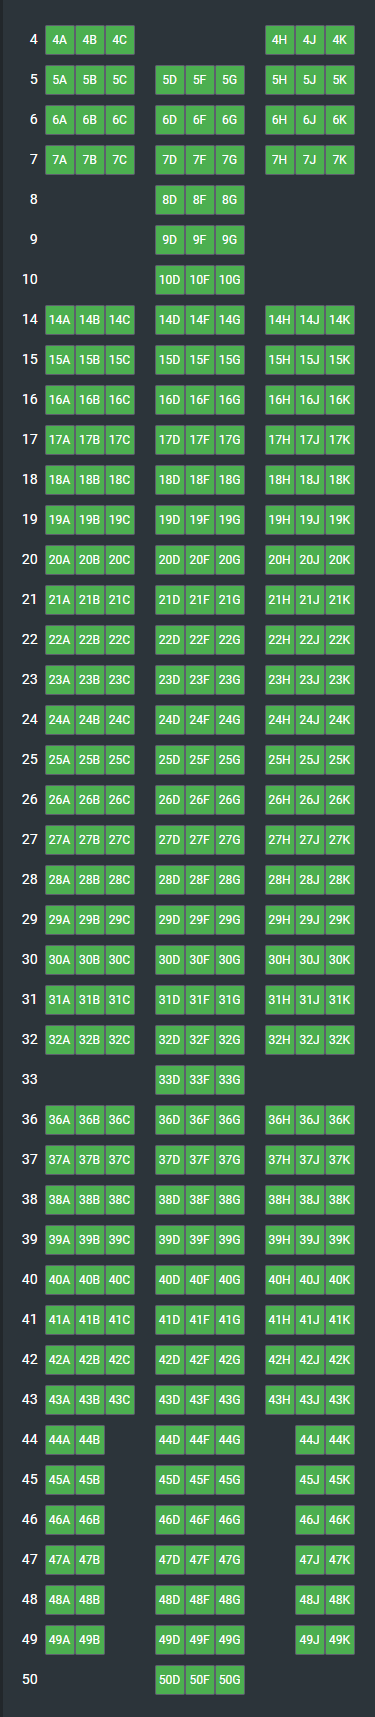 4 4A 4B 4C 4H 4J 4K
5 5A 5B 5C 5D 5F 5G 5H 5J 5K
6 6A 6B 6C 6D 6F 6G 6H 6J 6K
7 7A 7B 7C 7D 7F 7G 7H 7J 7K
8 8D 8F 8G
9 9D 9F 9G
10 10D 10F 10G
14 14A 14B 14C 14D 14F 14G 14H 14J 14K
15 15A 15B 15C 15D 15F 15G 15H 15J 15K
16 16A 16B 16C 16D 16F 16G 16H 16J 16K
17 17A 17B 17C 17D 17F 17G 17H 17J 17K
18 18A 18B 18C 18D 18F 18G 18H 18J 18K
19 19A 19B 19C 19D 19F 19G 19H 19J 19K
20 20A 20B 20C 20D 20F 20G 20H 20J 20K
21 21A 21B 21C 21D 21F 21G 21H 21J 21K
22 22A 22B 22C 22D 22F 22G 22H 22J 22K
23 23A 23B 23C 23D 23F 23G 23H 23J 23K
24 24A 24B 24C 24D 24F 24G 24H 24J 24K
25 25A 25B 25C 25D 25F 25G 25H 25J 25K
26 26A 26B 26C 26D 26F 26G 26H 26J 26K
27 27A 27B 27C 27D 27F 27G 27H 27J 27K
28 28A 28B 28C 28D 28F 28G 28H 28J 28K
29 29A 29B 29C 29D 29F 29G 29H 29J 29K
30 30A 30B 30C 30D 30F 30G 30H 30J 30K
31 31A 31B 31C 31D 31F 31G 31H 31J 31K
32 32A 32B 32C 32D 32F 32G 32H 32J 32K
33 33D 33F 33G
36 36A 36B 36C 36D 36F 36G 36H 36J 36K
37 37A 37B 37C 37D 37F 37G 37H 37J 37K
38 38A 38B 38C 38D 38F 38G 38H 38J 38K
39 39A 39B 39C 39D 39F 39G 39H 39J 39K
40 40A 40B 40C 40D 40F 40G 40H 40J 40K
41 41A 41B 41C 41D 41F 41G 41H 41J 41K
42 42A 42B 42C 42D 42F 42G 42H 42J 42K
43 43A 43B 43C 43D 43F 43G 43H 43J 43K
44 44A 44B 44D 44F 44G 44J 44K
45 45A 45B 45D 45F 45G 45J 45K
46 46A 46B 46D 46F 46G 46J 46K
47 47A 47B 47D 47F 47G 47J 47K
48 48A 48B 48D 48F 48G 48J 48K
49 49A 49B 49D 49F 49G 49J 49K
50 50D 50F 50G